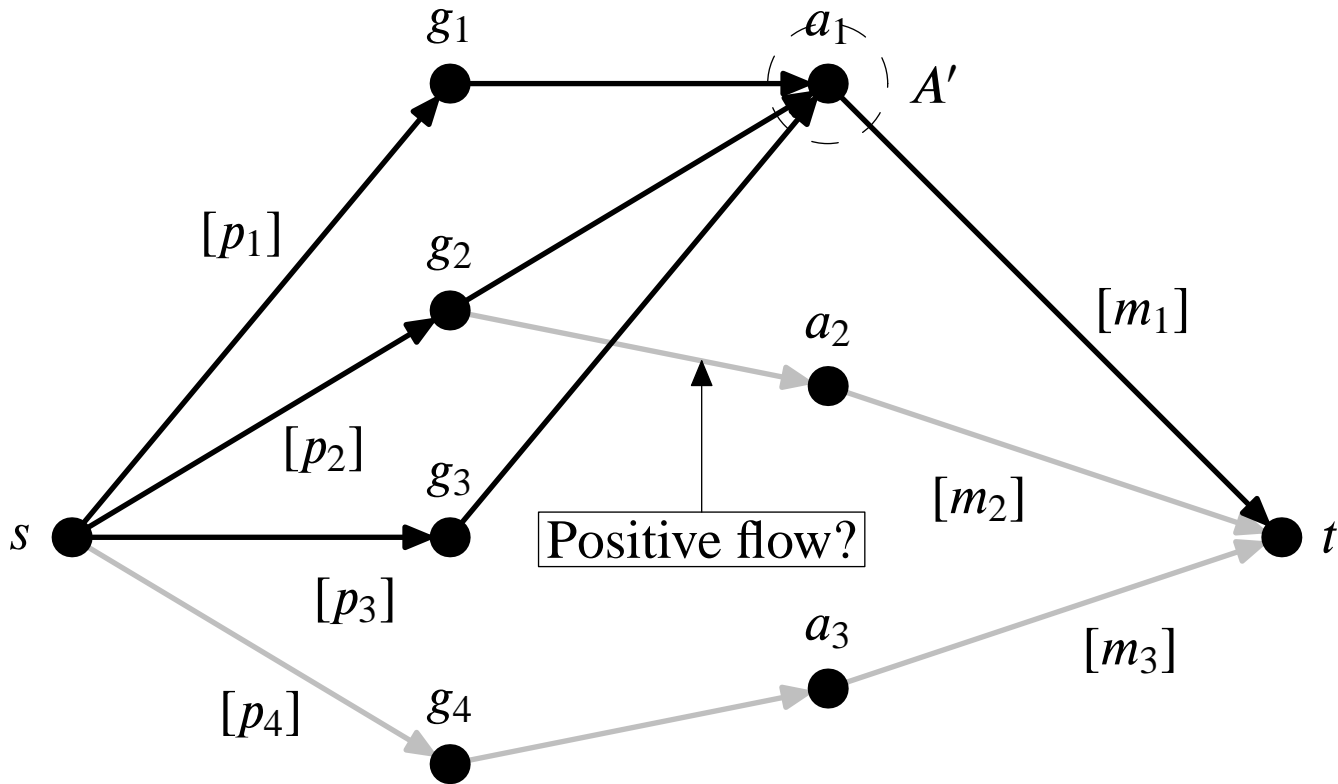 g1
a1
A′
[p1]
g2
[m1]
a2
[p2]
g3
[m2]
s
Positive flow?
t
[p3]
a3
[m3]
g4
[p4]